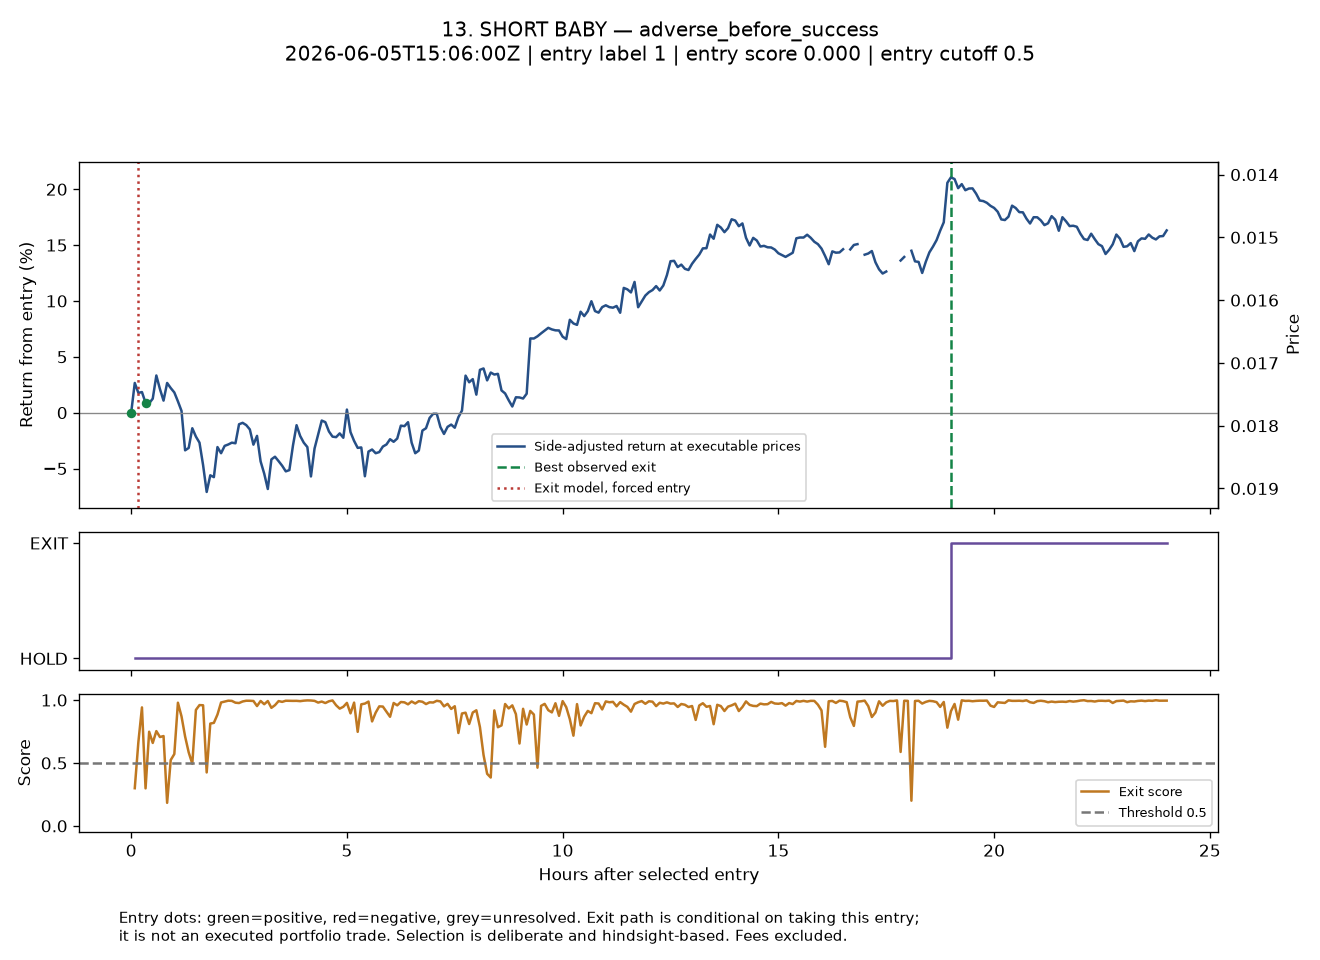 13. SHORT BABY — adverse_before_success
2026-06-05T15:06:00Z | entry label 1 | entry score 0.000 | entry cutoff 0.5
Return from entry (%)
20
15
10
5
0
−5
0.014
0.015
0.016
0.017
0.018
0.019
Price
Side-adjusted return at executable prices
Best observed exit
Exit model, forced entry
EXIT
HOLD
Score
1.0
0.5
0.0
Exit score
Threshold 0.5
0
5
10
15
20
25
Hours after selected entry
Entry dots: green=positive, red=negative, grey=unresolved. Exit path is conditional on taking this entry;
it is not an executed portfolio trade. Selection is deliberate and hindsight-based. Fees excluded.